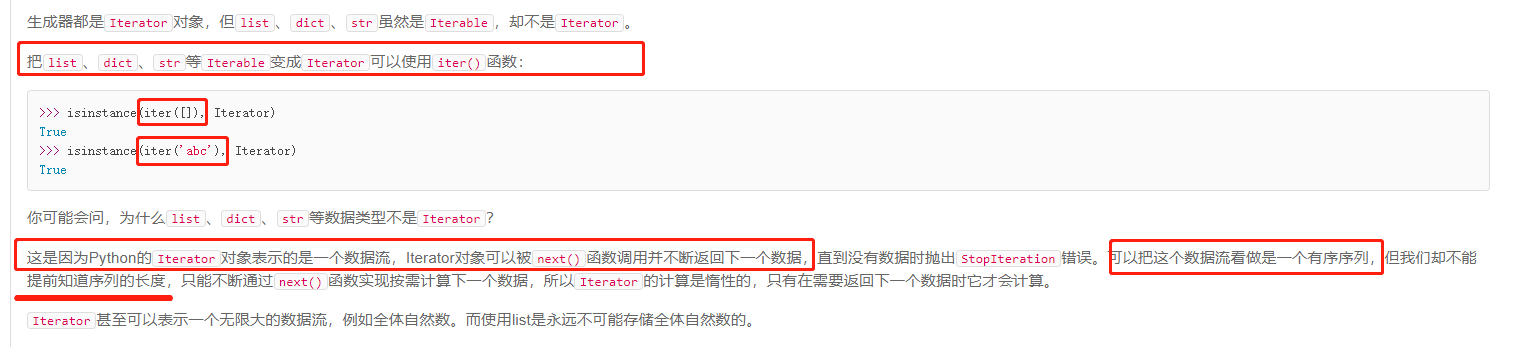 生成器都是Iterator对象，但list、dict、str虽然是Iterable，却不是Iterator。
把list、dict、str等Iterable变成Iterator可以使用iter()函数：
>>> isinstance(iter([]), Iterator)
True
>>> isinstance(iter('abc'), Iterator)
True
你可能会问，为什么list、dict、str等数据类型不是Iterator？
这是因为Python的Iterator对象表示的是一个数据流，Iterator对象可以被next()函数调用并不断返回下一个数据，直到没有数据时抛出StopIteration错误。可以把这个数据流看做是一个有序序列，但我们却不能
提前知道序列的长度，只能不断通过next()函数实现按需计算下一个数据，所以Iterator的计算是惰性的，只有在需要返回下一个数据时它才会计算。
Iterator甚至可以表示一个无限大的数据流，例如全体自然数。而使用list是永远不可能存储全体自然数的。